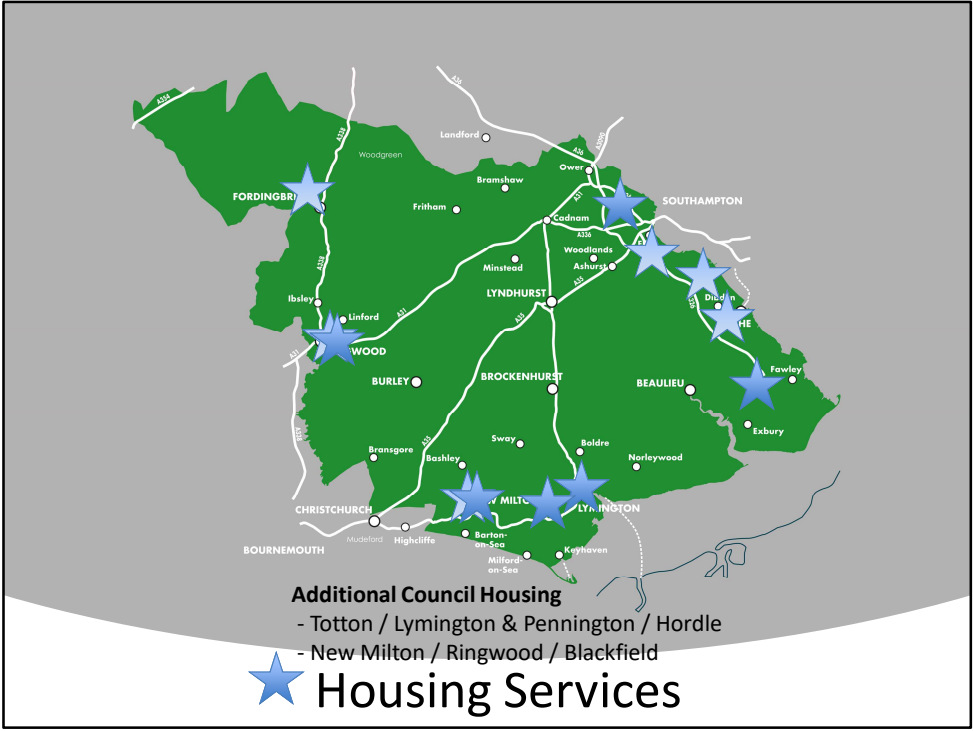 A354
A338
A36
Landford
A3090
A36
Woodgreen
Ower
Bramshaw
FORDINGBRI
A31
SOUTHAMPTON
Fritham
Cadnam
A336
Woodlands
Minstead
Ashurst
A338
A35
LYNDHURST
Ibsley
Linford
A31
A35
HE
A31
WOOD
Fawley
BURLEY
BROCKENHURST
BEAULIEU
A338
A35
Exbury
Sway
Boldre
Bransgore
Bashley
Norleywood
W MILTO
LYMINGTON
CHRISTCHURCH
Mudeford
Highcliffe
Barton-
on-Sea
BOURNEMOUTH
Keyhaven
Milford-
on-Sea
Additional Council Housing
- Totton / Lymington & Pennington / Hordle
- New Milton / Ringwood / Blackfield
Housing Services